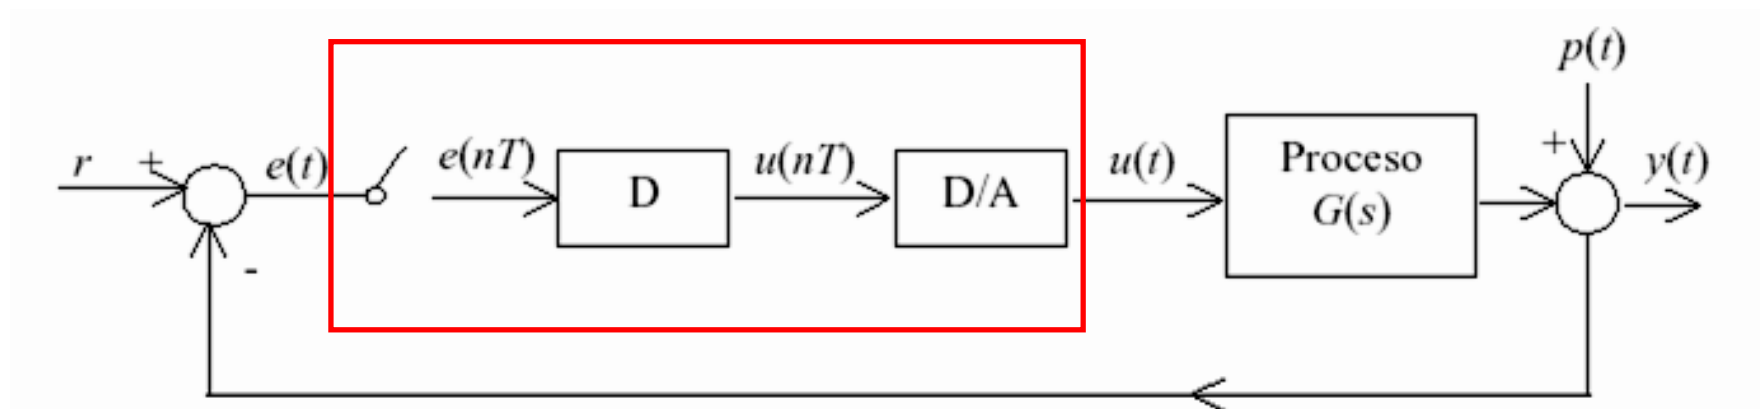 p(t)
r
+
e(t)
e(nT)
D
u(nT)
D/A
u(t)
Proceso
G(s)
+
y(t)
-